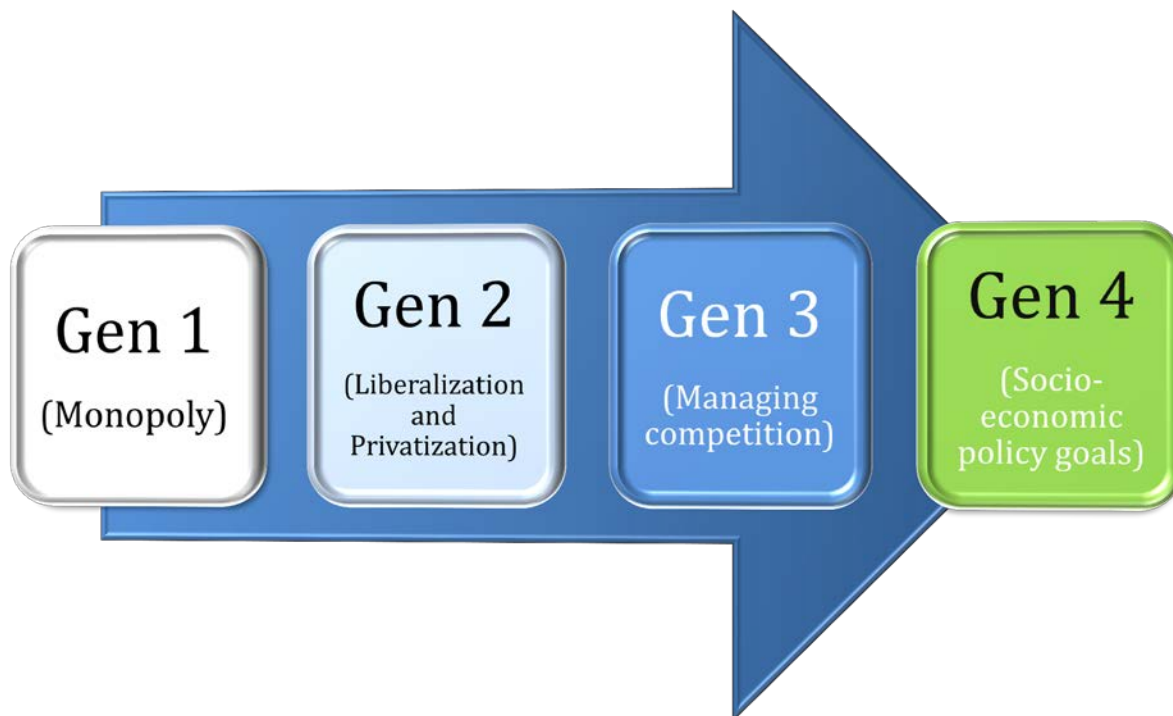 Gen 1
(Monopoly)
Gen 2
(Liberalization
and
Privatization)
Gen 3
(Managing
competition)
Gen 4
(Socio-
economic
policy goals)